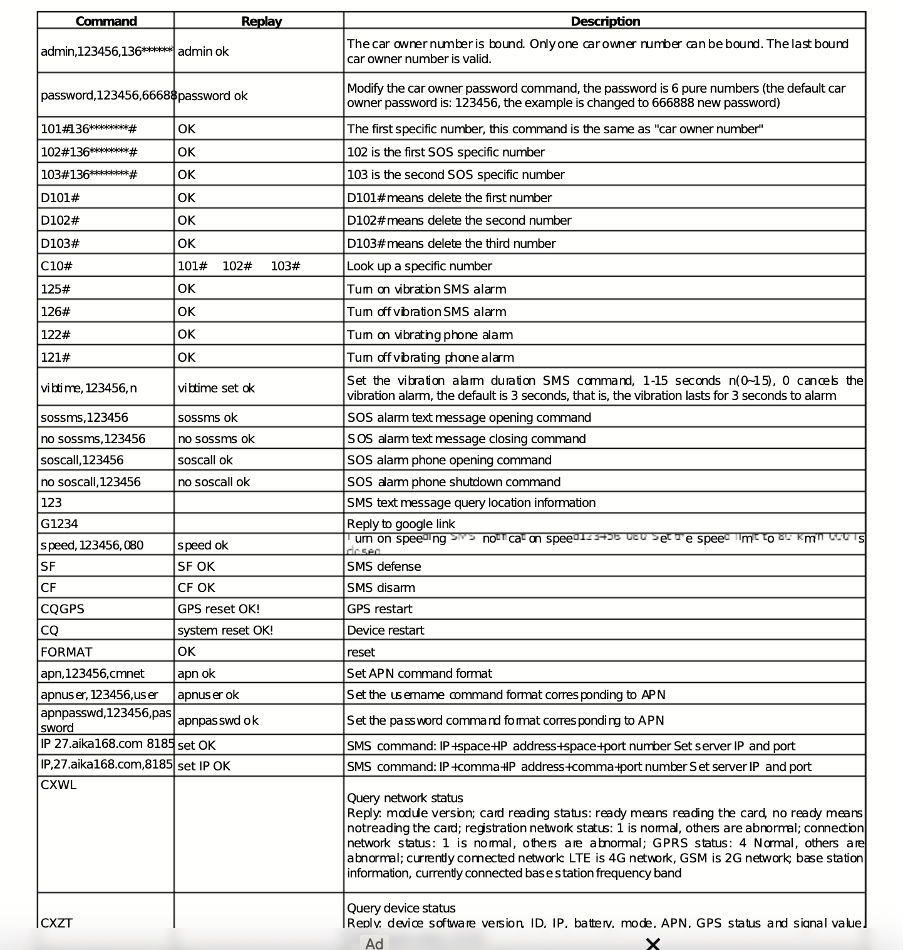 Command Replay Description
admin,123456,136****** admin ok The car owner number is bound. Only one car owner number can be bound. The last bound
car owner number is valid.
password,123456,66688 password ok Modify the car owner password command, the password is 6 pure numbers (the default car
owner password is: 123456, the example is changed to 666888 new password)
101#136********# OK The first specific number, this command is the same as "car owner number"
102#136********# OK 102 is the first SOS specific number
103#136********# OK 103 is the second SOS specific number
D101# OK D101# means delete the first number
D102# OK D102# means delete the second number
D103# OK D103# means delete the third number
C10# 101# 102# 103# Look up a specific number
125# OK Turn on vibration SMS alarm
126# OK Turn off vibration SMS alarm
122# OK Turn on vibrating phone alarm
121# OK Turn off vibrating phone alarm
vibtime,123456,n vibtime set ok Set the vibration alarm duration SMS command, 1-15 seconds n(0~15), 0 cancels the
vibration alarm, the default is 3 seconds, that is, the vibration lasts for 3 seconds to alarm
sossms,123456 sossms ok SOS alarm text message opening command
no sossms,123456 no sossms ok SOS alarm text message closing command
soscall,123456 soscall ok SOS alarm phone opening command
no soscall,123456 no soscall ok SOS alarm phone shutdown command
123 SMS text message query location information
G1234 Reply to google link
speed,123456,080 speed ok Turn on speeding SMS notification speed123456 080 Set the speed limit to 80 km/h 000 is
closed
SF SF OK SMS defense
CF CF OK SMS disarm
CQGPS GPS reset OK! GPS restart
CQ system reset OK! Device restart
FORMAT OK reset
apn,123456,cmnet apn ok Set APN command format
apnuser,123456,user apnuser ok Set the username command format corresponding to APN
apnpasswd,123456,pas
sword apnpasswd ok Set the password command format corresponding to APN
IP 27.aika168.com 8185 set OK SMS command: IP+space+IP address+space+port number Set server IP and port
IP,27.aika168.com,8185 set IP OK SMS command: IP+comma+IP address+comma+port number Set server IP and port
CXWL
Query network status
Reply: module version; card reading status: ready means reading the card, no ready means
notreading the card; registration network status: 1 is normal, others are abnormal; connection
network status: 1 is normal, others are abnormal; GPRS status: 4 Normal, others are
abnormal; currently connected network: LTE is 4G network, GSM is 2G network; base station
information, currently connected base station frequency band
Query device status
CXZT Reply: device software version, ID, IP, battery, mode, APN, GPS status and signal value,
Ad